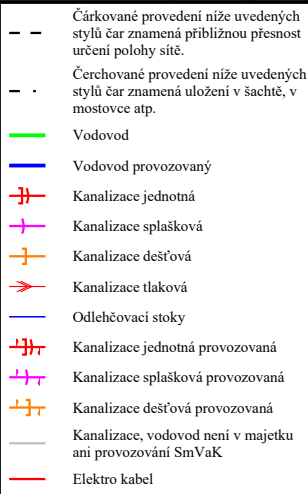 Čárkované provedení níže uvedených
stylů čar znamená přibližnou přesnost
určení polohy sítě.
Čerchované provedení níže uvedených
stylů čar znamená uložení v šachtě, v
mostovce atp.
Vodovod
Vodovod provozovaný
Kanalizace jednotná
Kanalizace splašková
Kanalizace dešťová
Kanalizace tlaková
Odlehčovací stoky
Kanalizace jednotná provozovaná
Kanalizace splašková provozovaná
Kanalizace dešťová provozovaná
Kanalizace, vodovod není v majetku
ani provozování SmVaK
Elektro kabel